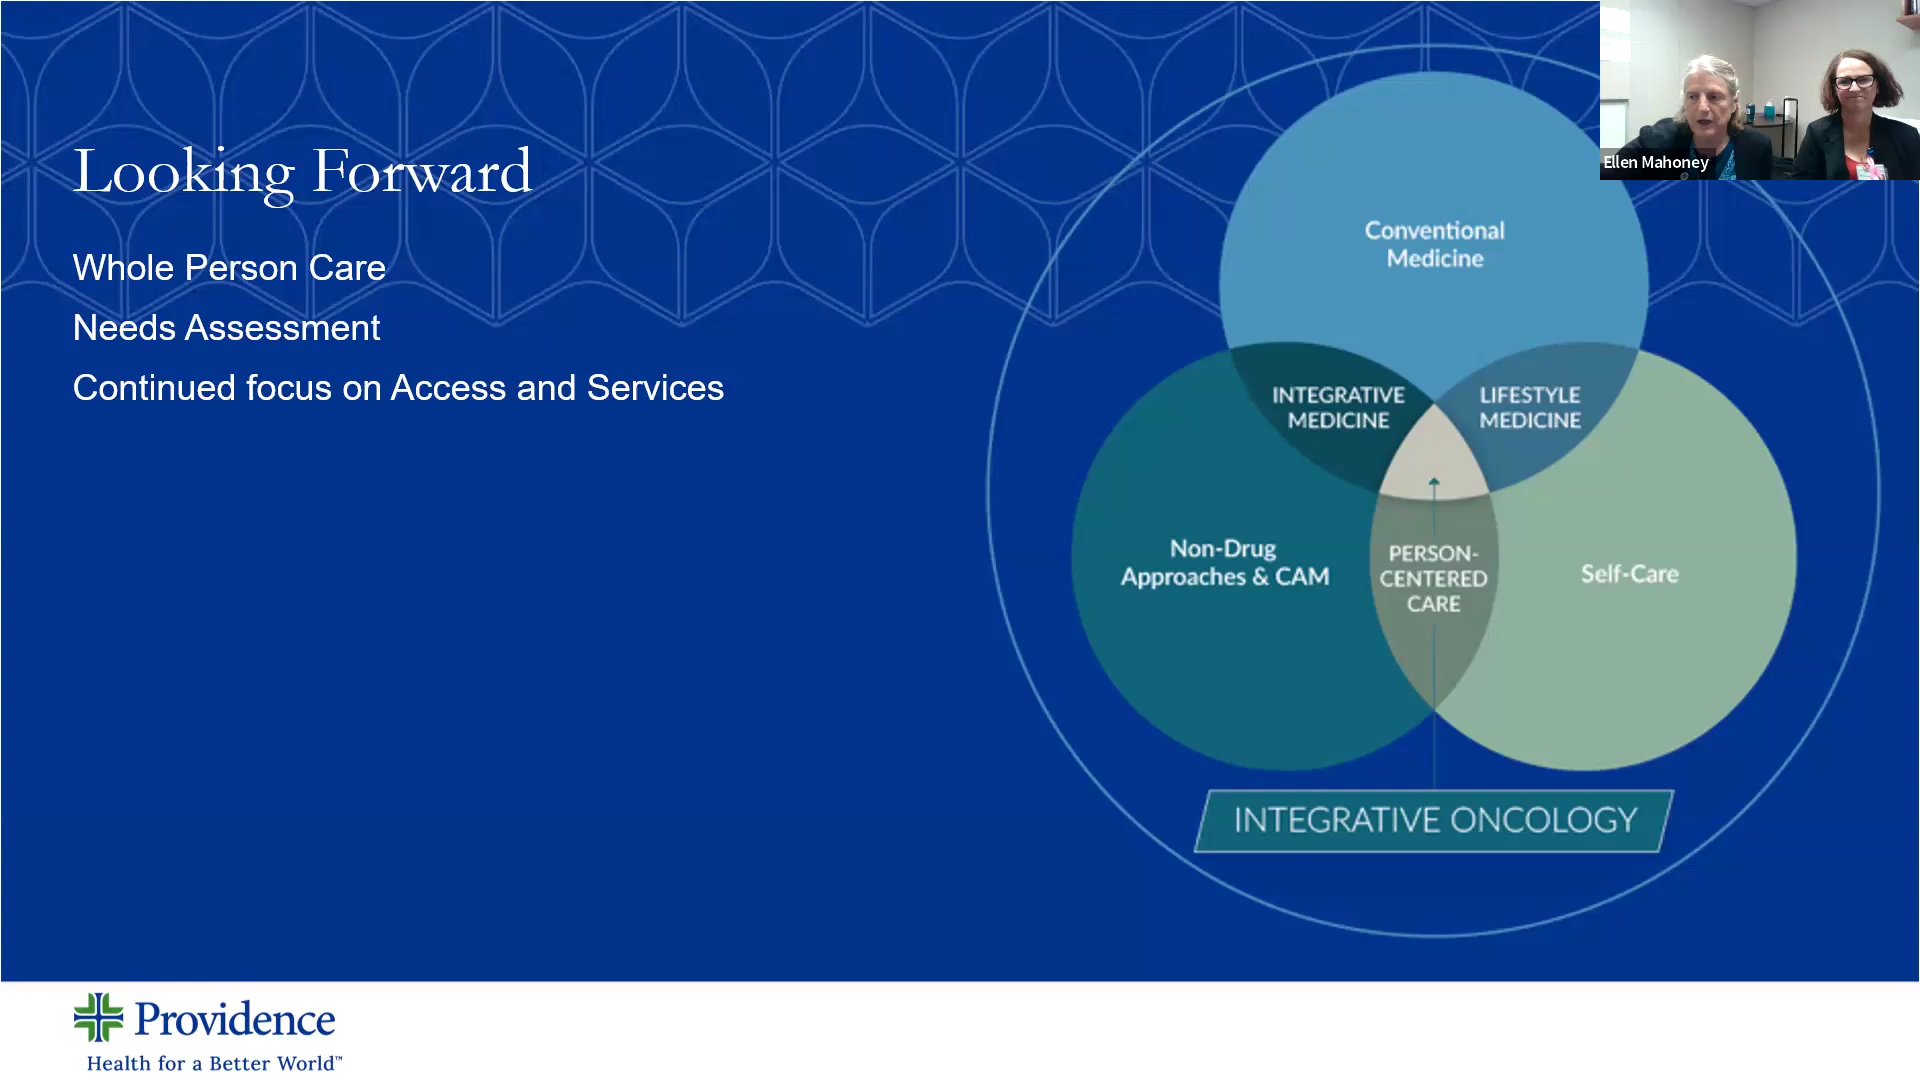 Looking Forward
Whole Person Care
Needs Assessment
Continued focus on Access and Services
Conventional
Medicine
INTEGRATIVE
MEDICINE
LIFESTYLE
MEDICINE
Non-Drug
Approaches & CAM
PERSON-
CENTERED
CARE
Self-Care
INTEGRATIVE ONCOLOGY
Ellen Mahoney
Providence
Health for a Better World™